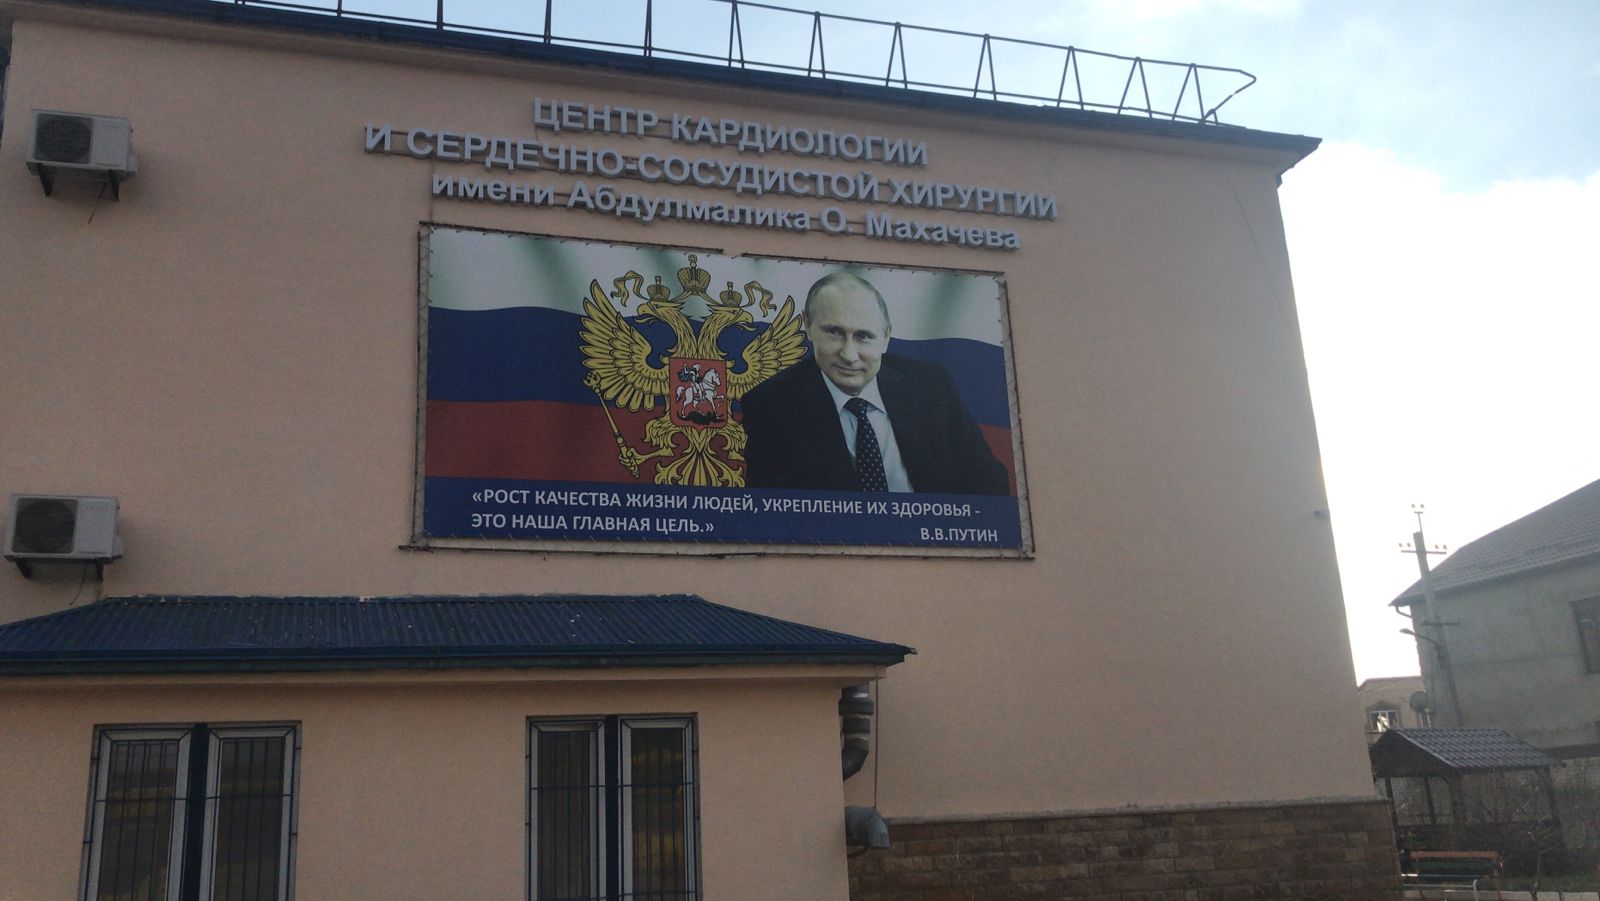 ЦЕНТР КАРДИОЛОГИИ
И СЕРДЕЧНО-СОСУДИСТОЙ ХИРУРГИИ
имени Абдулмалика О. Махачева
«РОСТ КАЧЕСТВА ЖИЗНИ ЛЮДЕЙ, УКРЕПЛЕНИЕ ИХ ЗДОРОВЬЯ -
ЭТО НАША ГЛАВНАЯ ЦЕЛЬ.»
В.В.ПУТИН